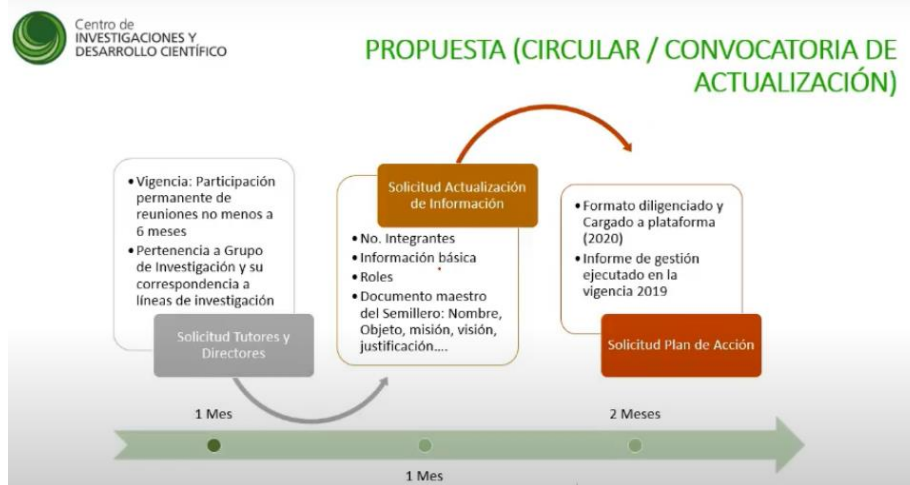 Centro de
INVESTIGACIONES Y
DESARROLLO CIENTÍFICO
PROPUESTA (CIRCULAR / CONVOCATORIA DE
ACTUALIZACIÓN)
• Vigencia: Participación
permanente de
reuniones no menos a
6 meses
• Pertenencia a Grupo
de Investigación y su
correspondencia a
líneas de investigación
Solicitud Tutores y
Directores
Solicitud Actualización
de Información
• No. Integrantes
• Información básica
• Roles
• Documento maestro
del Semillero: Nombre,
Objeto, misión, visión,
justificación....
• Formato diligenciado y
Cargado a plataforma
(2020)
• Informe de gestión
ejecutado en la
vigencia 2019
Solicitud Plan de Acción
1 Mes
1 Mes
2 Meses